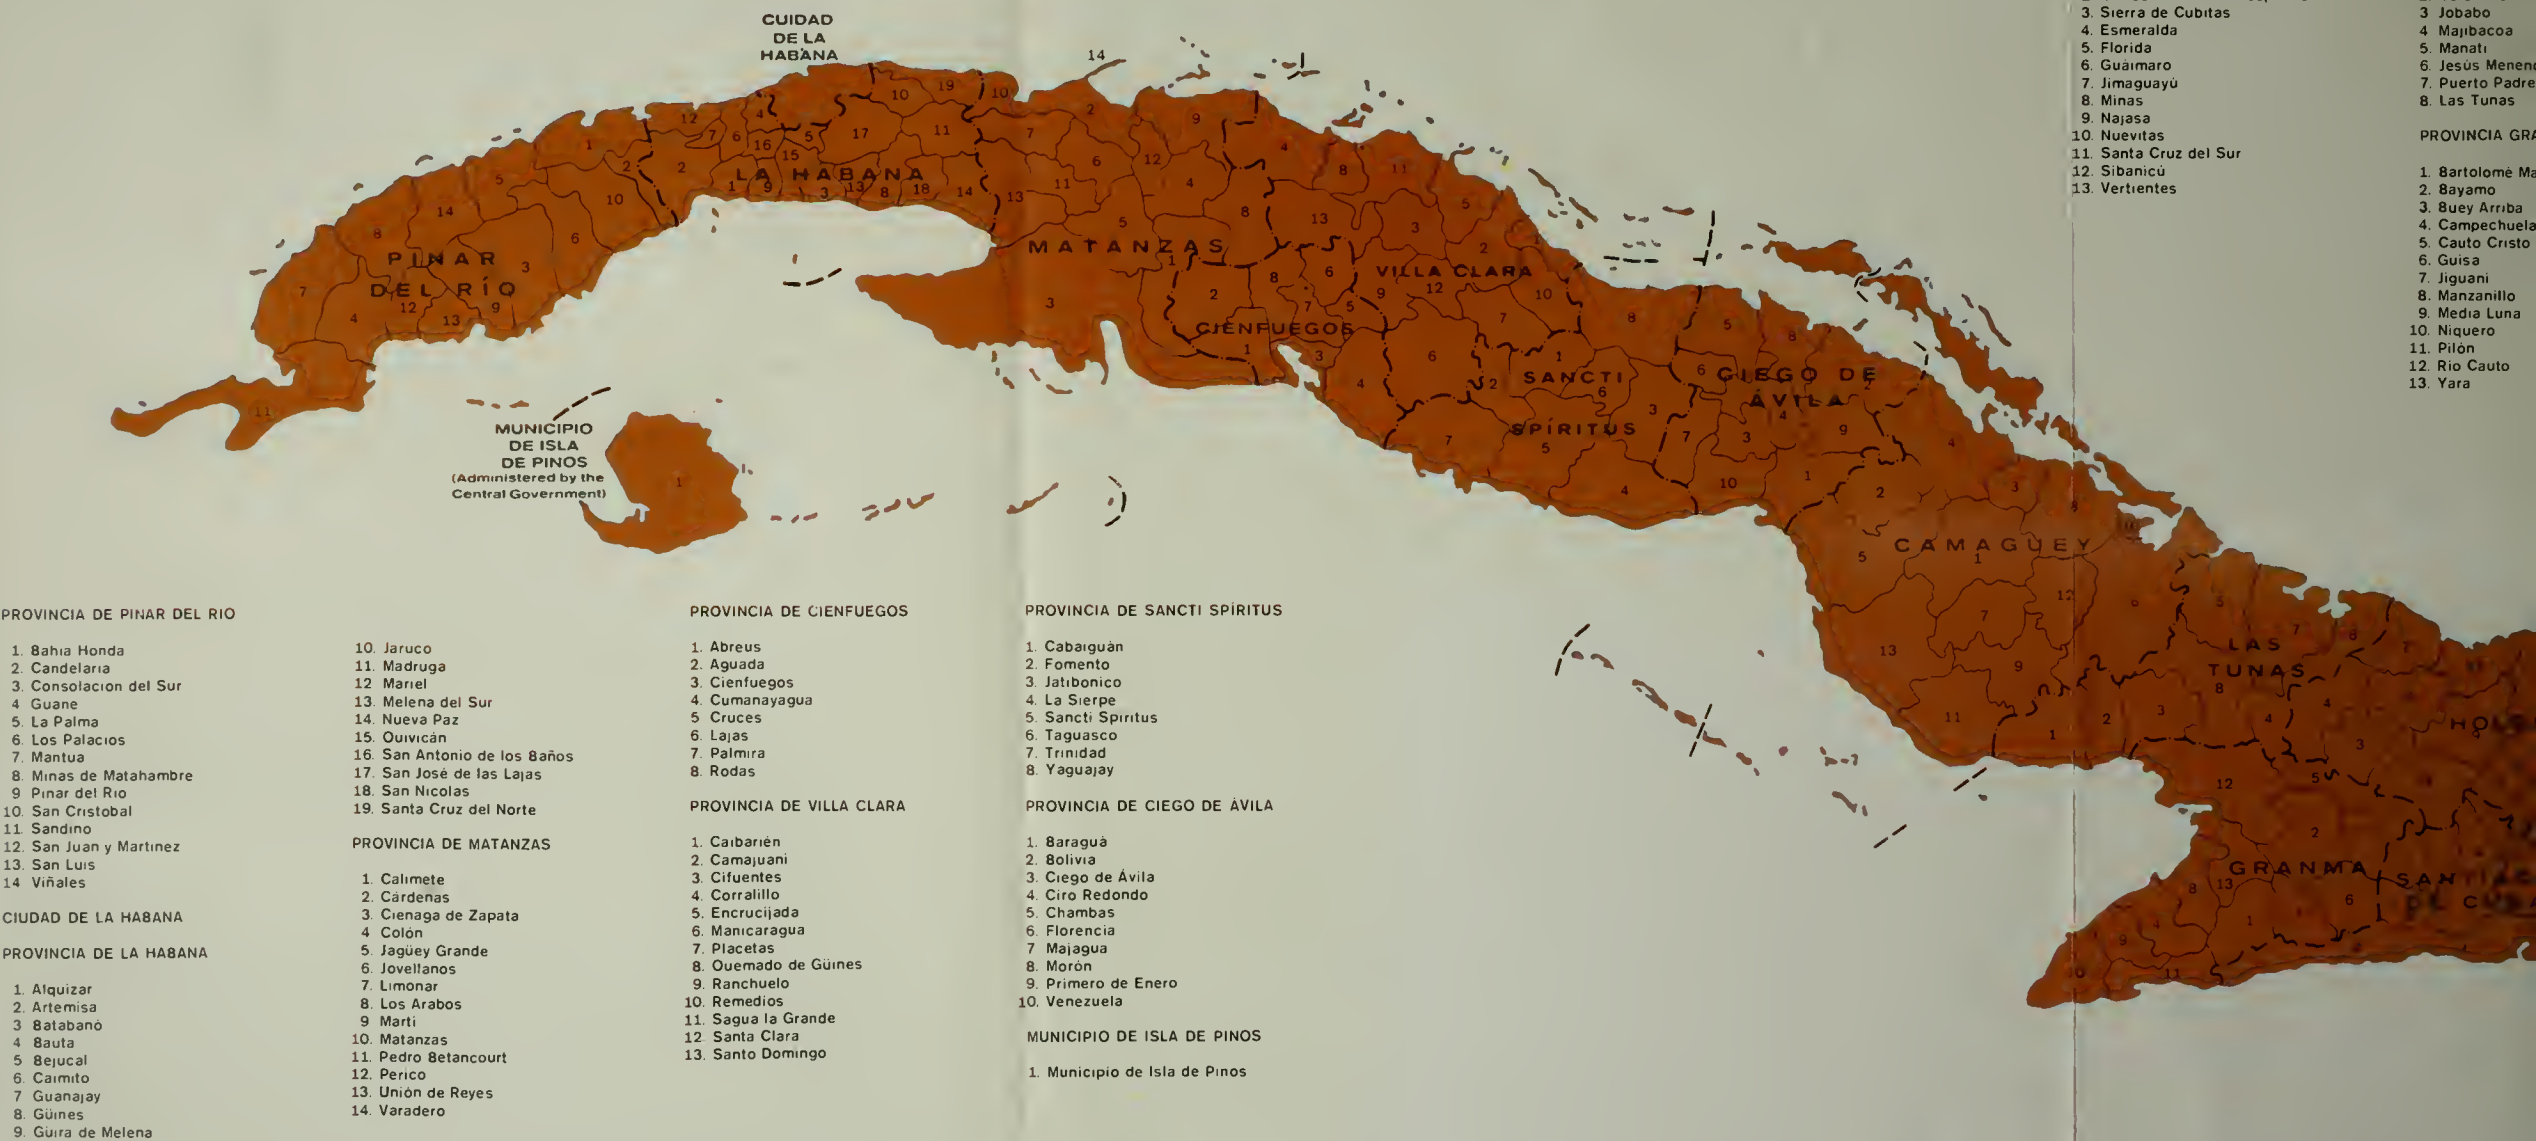 CUIDAD
DE LA
HABANA
14
LA HABANA
PINAR
DEL RÍO
MATANZAS
CIENFUEGOS
VILLA CLARA
SANCTI
SPÍRITUS
CIEGO DE
ÁVILA
CAMAGUEY
LAS
TUNAS
GRANMA
MUNICIPIO
DE ISLA
DE PINOS
(Administered by the
Central Government)
1
3. Sierra de Cubitas
4. Esmeralda
5. Florida
6. Guáimaro
7. Jimaguayú
8. Minas
9. Najasa
10. Nuevitas
11. Santa Cruz del Sur
12. Sibanicú
13. Vertientes
3 Jobabo
4 Majibacoa
5. Manatí
6. Jesús Menend
7. Puerto Padre
8. Las Tunas
PROVINCIA GRA
1. Bartolomé Ma
2. Bayamo
3. Buey Arriba
4. Campechuela
5. Cauto Cristo
6. Guisa
7. Jiguani
8. Manzanillo
9. Media Luna
10. Niquero
11. Pilón
12. Río Cauto
13. Yara
PROVINCIA DE PINAR DEL RIO
1. Bahia Honda
2. Candelaria
3. Consolacion del Sur
4 Guane
5. La Palma
6. Los Palacios
7. Mantua
8. Minas de Matahambre
9 Pinar del Rio
10. San Cristobal
11. Sandino
12. San Juan y Martinez
13. San Luis
14 Viñales
CIUDAD DE LA HABANA
PROVINCIA DE LA HABANA
1. Alquizar
2. Artemisa
3 Batabanó
4 Bauta
5 Bejucal
6. Caimito
7 Guanajay
8. Güines
9. Güira de Melena
10. Jaruco
11. Madruga
12 Mariel
13. Melena del Sur
14. Nueva Paz
15. Quivicán
16. San Antonio de los Baños
17. San José de las Lajas
18. San Nicolas
19. Santa Cruz del Norte
PROVINCIA DE MATANZAS
1. Calimete
2. Cárdenas
3. Cienaga de Zapata
4 Colón
5. Jagüey Grande
6. Jovellanos
7. Limonar
8. Los Arabos
9 Marti
10. Matanzas
11. Pedro Betancourt
12. Perico
13. Unión de Reyes
14. Varadero
PROVINCIA DE CIENFUEGOS
1. Abreus
2. Aguada
3. Cienfuegos
4. Cumanayagua
5 Cruces
6. Lajas
7. Palmira
8. Rodas
PROVINCIA DE VILLA CLARA
1. Caibarién
2. Camajuani
3. Cifuentes
4. Corralillo
5. Encrucijada
6. Manicaragua
7. Placetas
8. Quemado de Güines
9. Ranchuelo
10. Remedios
11. Sagua la Grande
12 Santa Clara
13. Santo Domingo
PROVINCIA DE SANCTI SPÍRITUS
1. Cabaiguán
2. Fomento
3. Jatibonico
4. La Sierpe
5. Sancti Spiritus
6. Taguasco
7. Trinidad
8. Yaguajay
PROVINCIA DE CIEGO DE ÁVILA
1. Baraguá
2. Bolivia
3. Ciego de Ávila
4. Ciro Redondo
5. Chambas
6. Florencia
7 Majagua
8. Morón
9. Primero de Enero
10. Venezuela
MUNICIPIO DE ISLA DE PINOS
1. Municipio de Isla de Pinos